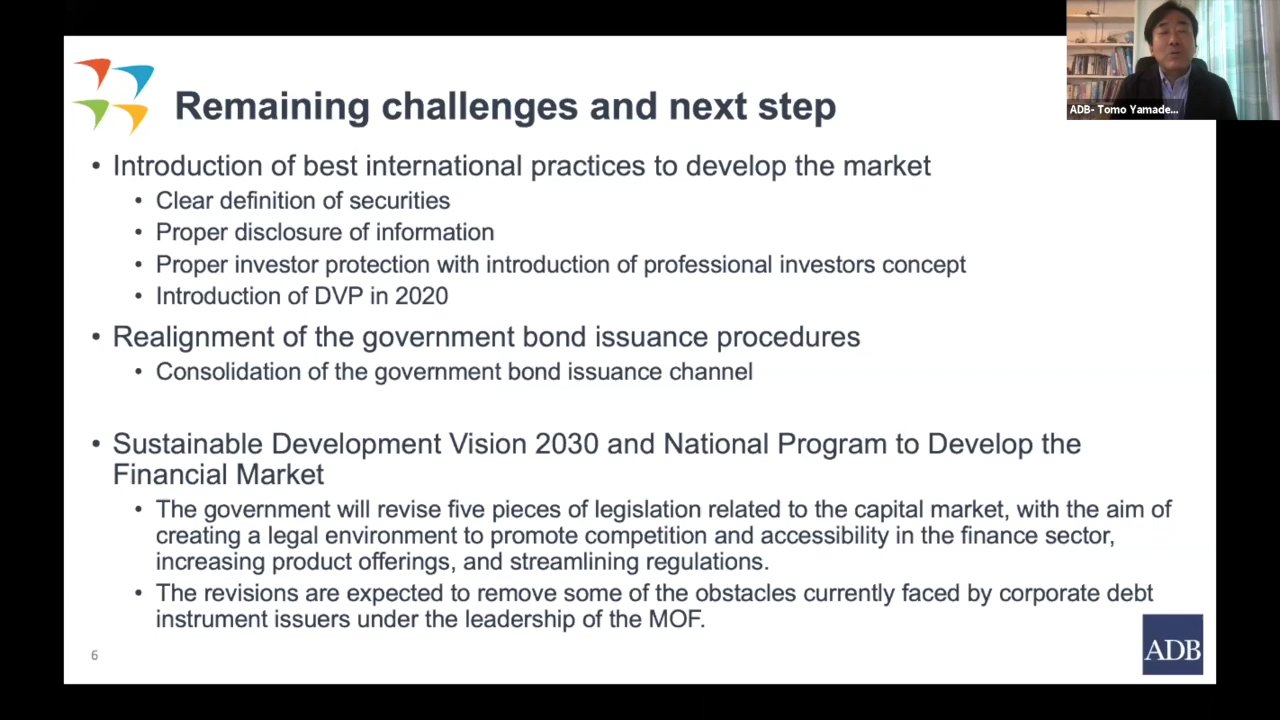 Remaining challenges and next step
• Introduction of best international practices to develop the market
• Clear definition of securities
• Proper disclosure of information
• Proper investor protection with introduction of professional investors concept
• Introduction of DVP in 2020
• Realignment of the government bond issuance procedures
• Consolidation of the government bond issuance channel
• Sustainable Development Vision 2030 and National Program to Develop the
Financial Market
• The government will revise five pieces of legislation related to the capital market, with the aim of
creating a legal environment to promote competition and accessibility in the finance sector,
increasing product offerings, and streamlining regulations.
• The revisions are expected to remove some of the obstacles currently faced by corporate debt
instrument issuers under the leadership of the MOF.
6
ADB
ADB- Tomo Yamade...